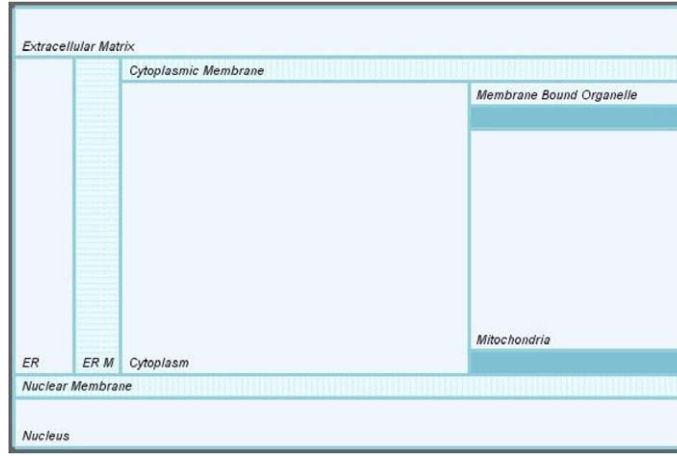 Extracellular Matrix
Cytoplasmic Membrane
Membrane Bound Organelle
Mitochondria
ER
ER M
Cytoplasm
Nuclear Membrane
Nucleus